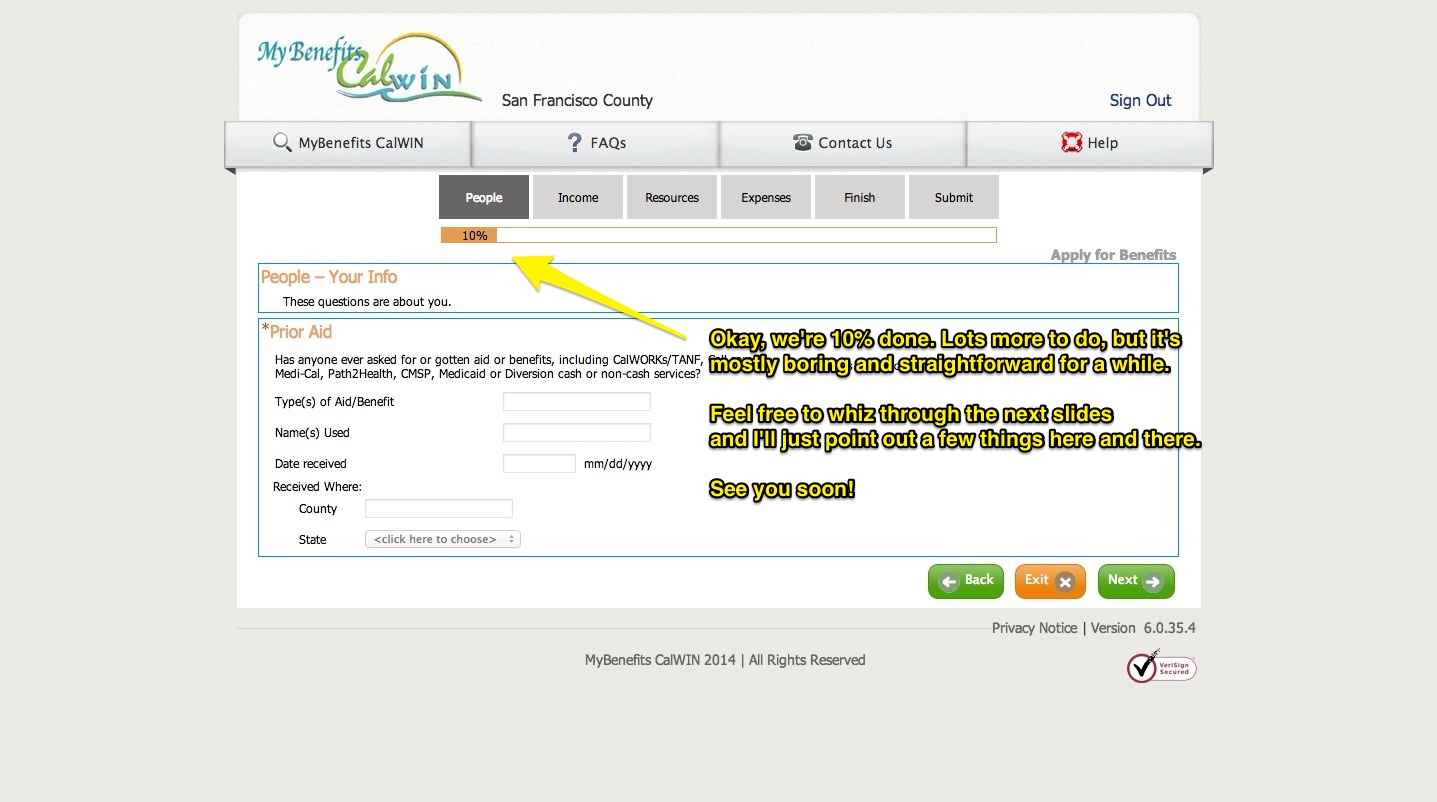 My Benefits
CalWIN
San Francisco County
Sign Out
MyBenefits CalWIN
FAQs
Contact Us
Help
People
Income
Resources
Expenses
Finish
Submit
10%
Apply for Benefits
People – Your Info
These questions are about you.
*Prior Aid
Has anyone ever asked for or gotten aid or benefits, including CalWORKs/TANF,
Medi-Cal, Path2Health, CMSP, Medicaid or Diversion cash or non-cash services?
Okay, we're 10% done. Lots more to do, but it's
mostly boring and straightforward for a while.
Feel free to whiz through the next slides
and I'll just point out a few things here and there.
See you soon!
Type(s) of Aid/Benefit
Name(s) Used
Date received
mm/dd/yyyy
Received Where:
County
State
<click here to choose>
Back
Exit
Next
Privacy Notice | Version 6.0.35.4
MyBenefits CalWIN 2014 | All Rights Reserved
VeriSign
Secured